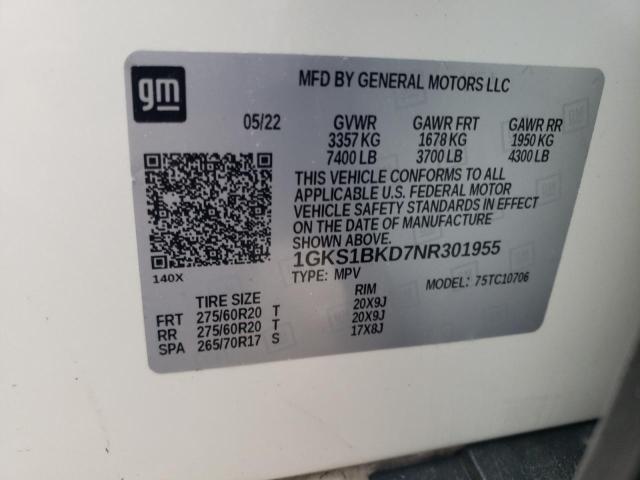 gm
MFD BY GENERAL MOTORS LLC
05/22 GVWR GAWR FRT GAWR RR
3357 KG 1678 KG 1950 KG
7400 LB 3700 LB 4300 LB
THIS VEHICLE CONFORMS TO ALL
APPLICABLE U.S. FEDERAL MOTOR
VEHICLE SAFETY STANDARDS IN EFFECT
ON THE DATE OF MANUFACTURE
SHOWN ABOVE.
1GKS1BKD7NR301955
140X
TYPE: MPV MODEL: 75TC10706
TIRE SIZE RIM
FRT 275/60R20 T 20X9J
RR 275/60R20 T 20X9J
SPA 265/70R17 S 17X8J